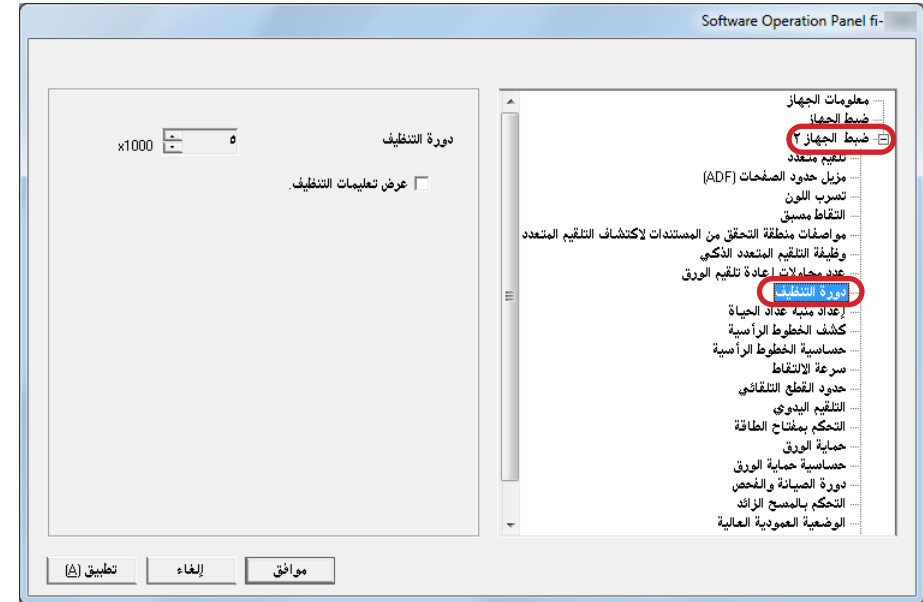 Software Operation Panel fi-
معلومات الجهاز
ضبط الجهاز
ضبط الجهاز ٢
تلقيم متعدد
مزيل حدود الصفحات (ADF)
تسرب اللون
التقاط مسبق
مواصفات منطقة التحقق من المستندات لاكتشاف التلقيم المتعدد
وظيفة التلقيم المتعدد الذكي
عدد محاولات إعادة تلقيم الورق
دورة التنظيف
إعداد منبه عداد الحياة
كشف الخطوط الرأسية
حساسية الخطوط الرأسية
سرعة الالتقاط
حدود القطع التلقائي
التلقيم اليدوي
التحكم بمفتاح الطاقة
حماية الورق
حساسية حماية الورق
دورة الصيانة والفحص
التحكم بالمسح الزائد
الوضعية العمودية العالية
دورة التنظيف ٥ x1000
عرض تعليمات التنظيف.
موافق إلغاء تطبيق (A)